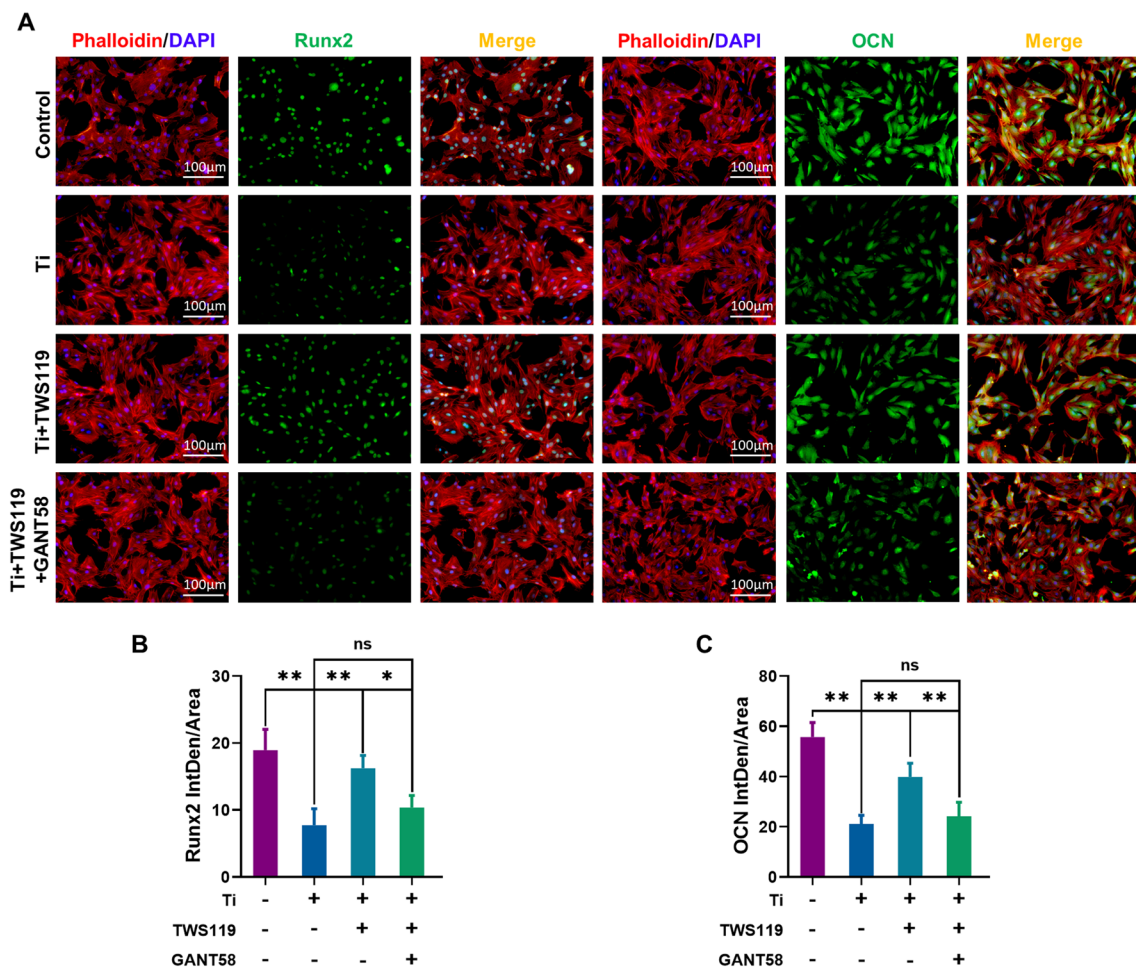 A
Phalloidin/DAPI Runx2 Merge Phalloidin/DAPI OCN Merge
Control
100μm 100μm
Ti
100μm 100μm
Ti+TWS119
100μm 100μm
Ti+TWS119
+GANT58
100μm 100μm
B
ns
** ** *
Runx2 IntDen/Area
30
20
10
0
Ti - + + +
TWS119 - - + +
GANT58 - - - +
C
ns
** ** **
OCN IntDen/Area
80
60
40
20
0
Ti - + + +
TWS119 - - + +
GANT58 - - - +